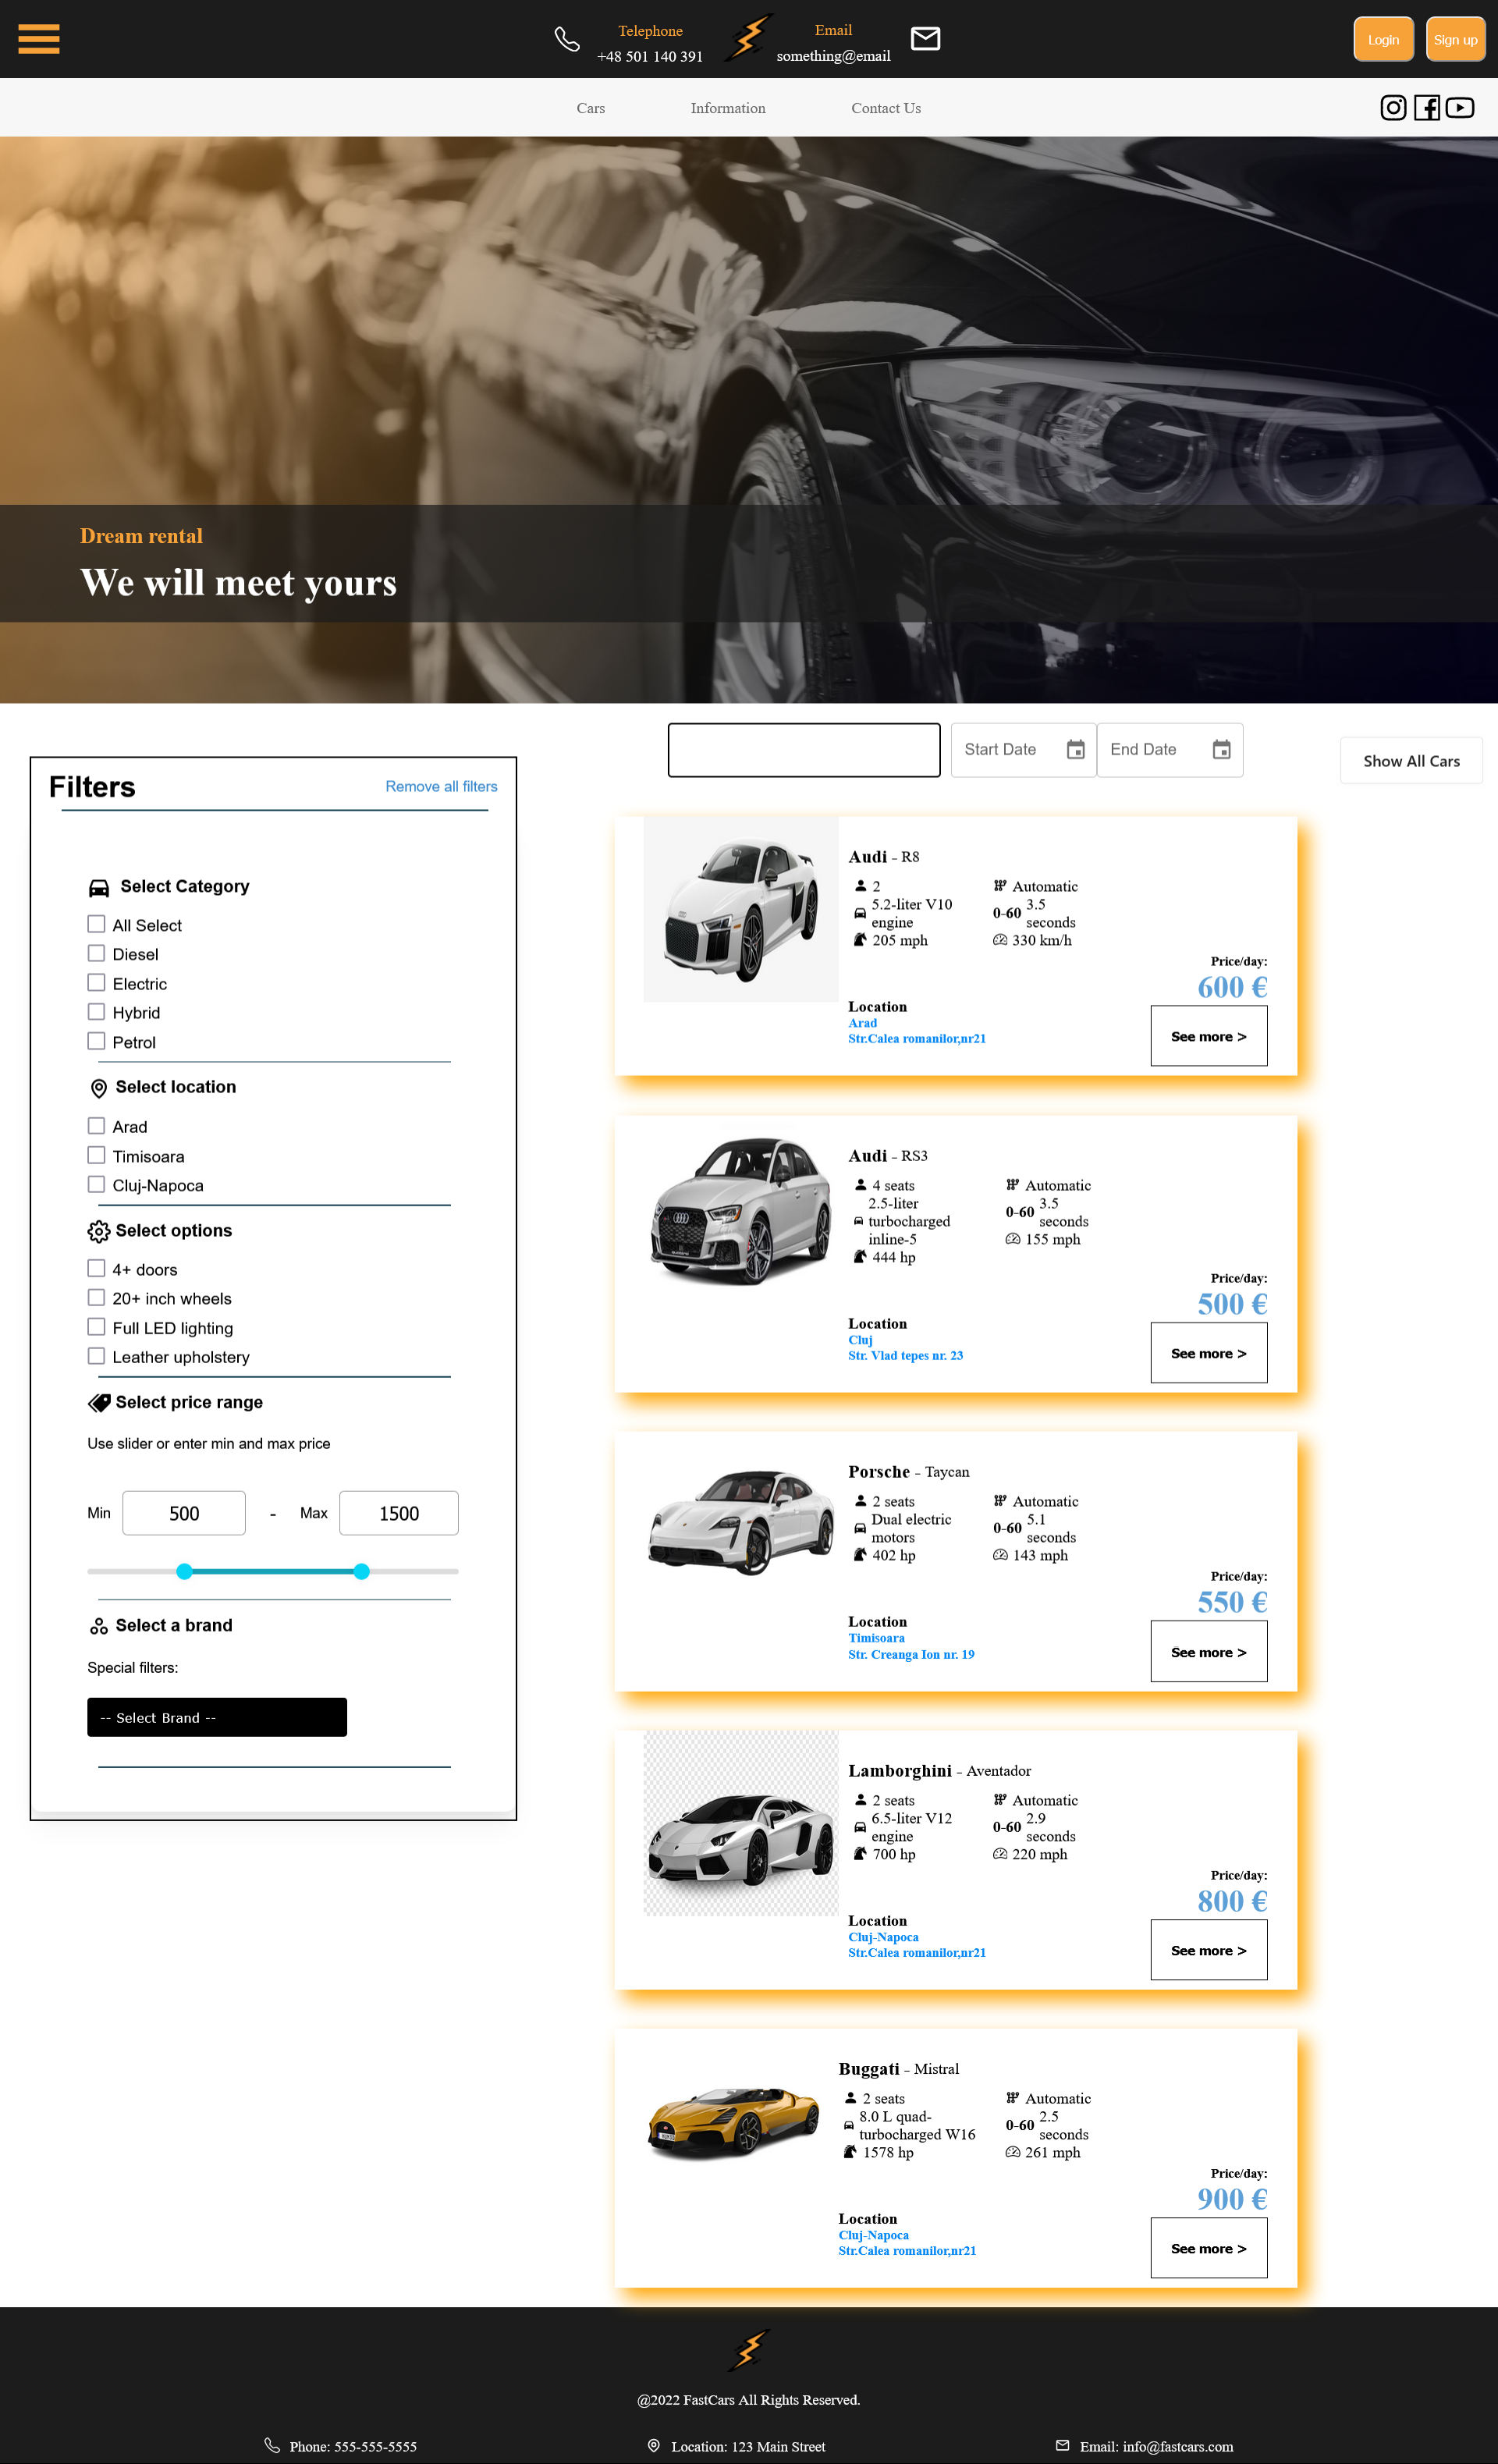 Telephone
+48 501 140 391
Email
something@email
Login
Sign up
Cars
Information
Contact Us
Dream rental
We will meet yours
Start Date
End Date
Show All Cars
Filters
Remove all filters
Select Category
All Select
Diesel
Electric
Hybrid
Petrol
Select location
Arad
Timisoara
Cluj-Napoca
Select options
4+ doors
20+ inch wheels
Full LED lighting
Leather upholstery
Select price range
Use slider or enter min and max price
Min 500 - Max 1500
Select a brand
Special filters:
-- Select Brand --
Audi - R8
2
Automatic
5.2-liter V10
engine
0-60 3.5
seconds
205 mph
330 km/h
Price/day:
600 €
Location
Arad
Str.Calea romanilor,nr21
See more >
Audi - RS3
4 seats
Automatic
2.5-liter
turbocharged
inline-5
0-60 3.5
seconds
444 hp
155 mph
Price/day:
500 €
Location
Cluj
Str. Vlad tepes nr. 23
See more >
Porsche - Taycan
2 seats
Automatic
Dual electric
motors
0-60 5.1
seconds
402 hp
143 mph
Price/day:
550 €
Location
Timisoara
Str. Creanga Ion nr. 19
See more >
Lamborghini - Aventador
2 seats
Automatic
6.5-liter V12
engine
0-60 2.9
seconds
700 hp
220 mph
Price/day:
800 €
Location
Cluj-Napoca
Str.Calea romanilor,nr21
See more >
Buggati - Mistral
2 seats
Automatic
8.0 L quad-
turbocharged W16
0-60 2.5
seconds
1578 hp
261 mph
Price/day:
900 €
Location
Cluj-Napoca
Str.Calea romanilor,nr21
See more >
@2022 FastCars All Rights Reserved.
Phone: 555-555-5555
Location: 123 Main Street
Email: info@fastcars.com